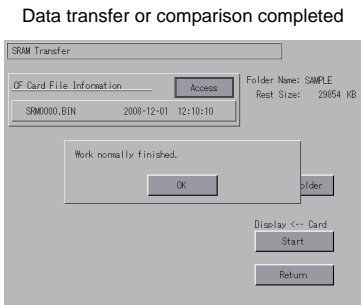 Data transfer or comparison completed
SRAM Transfer
CF Card File Information
Access
Folder Name: SAMPLE
Rest Size: 29854 KB
SRM0000.BIN 2008-12-01 12:10:10
Work normally finished.
OK
older
Display <-- Card
Start
Return